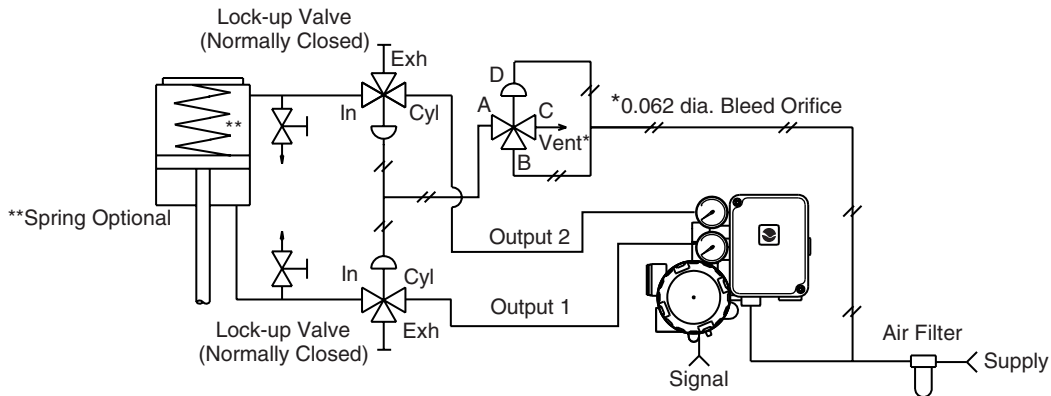 Lock-up Valve
(Normally Closed)
Exh
D
A
C
*0.062 dia. Bleed Orifice
In
Cyl
**
Vent*
B
**Spring Optional
Output 2
In
Cyl
Output 1
Lock-up Valve
(Normally Closed)
Exh
Air Filter
Signal
Supply